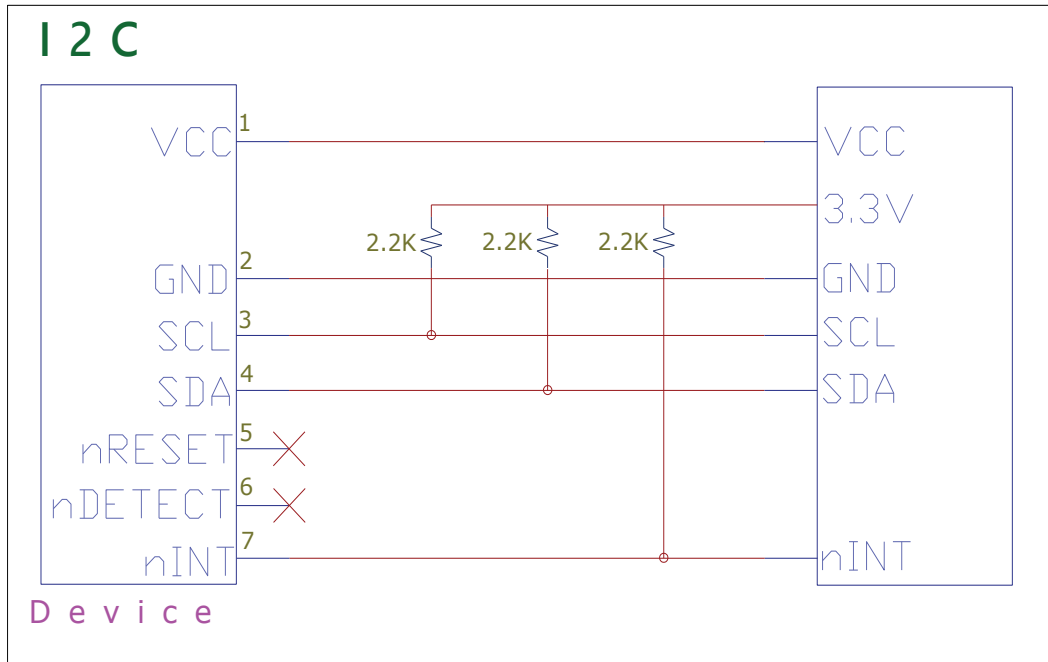 I 2 C
VCC 1 VCC
3.3V
2.2K 2.2K 2.2K
GND 2 GND
SCL 3 SCL
SDA 4 SDA
nRESET 5
nDETECT 6
nINT 7 nINT
Device